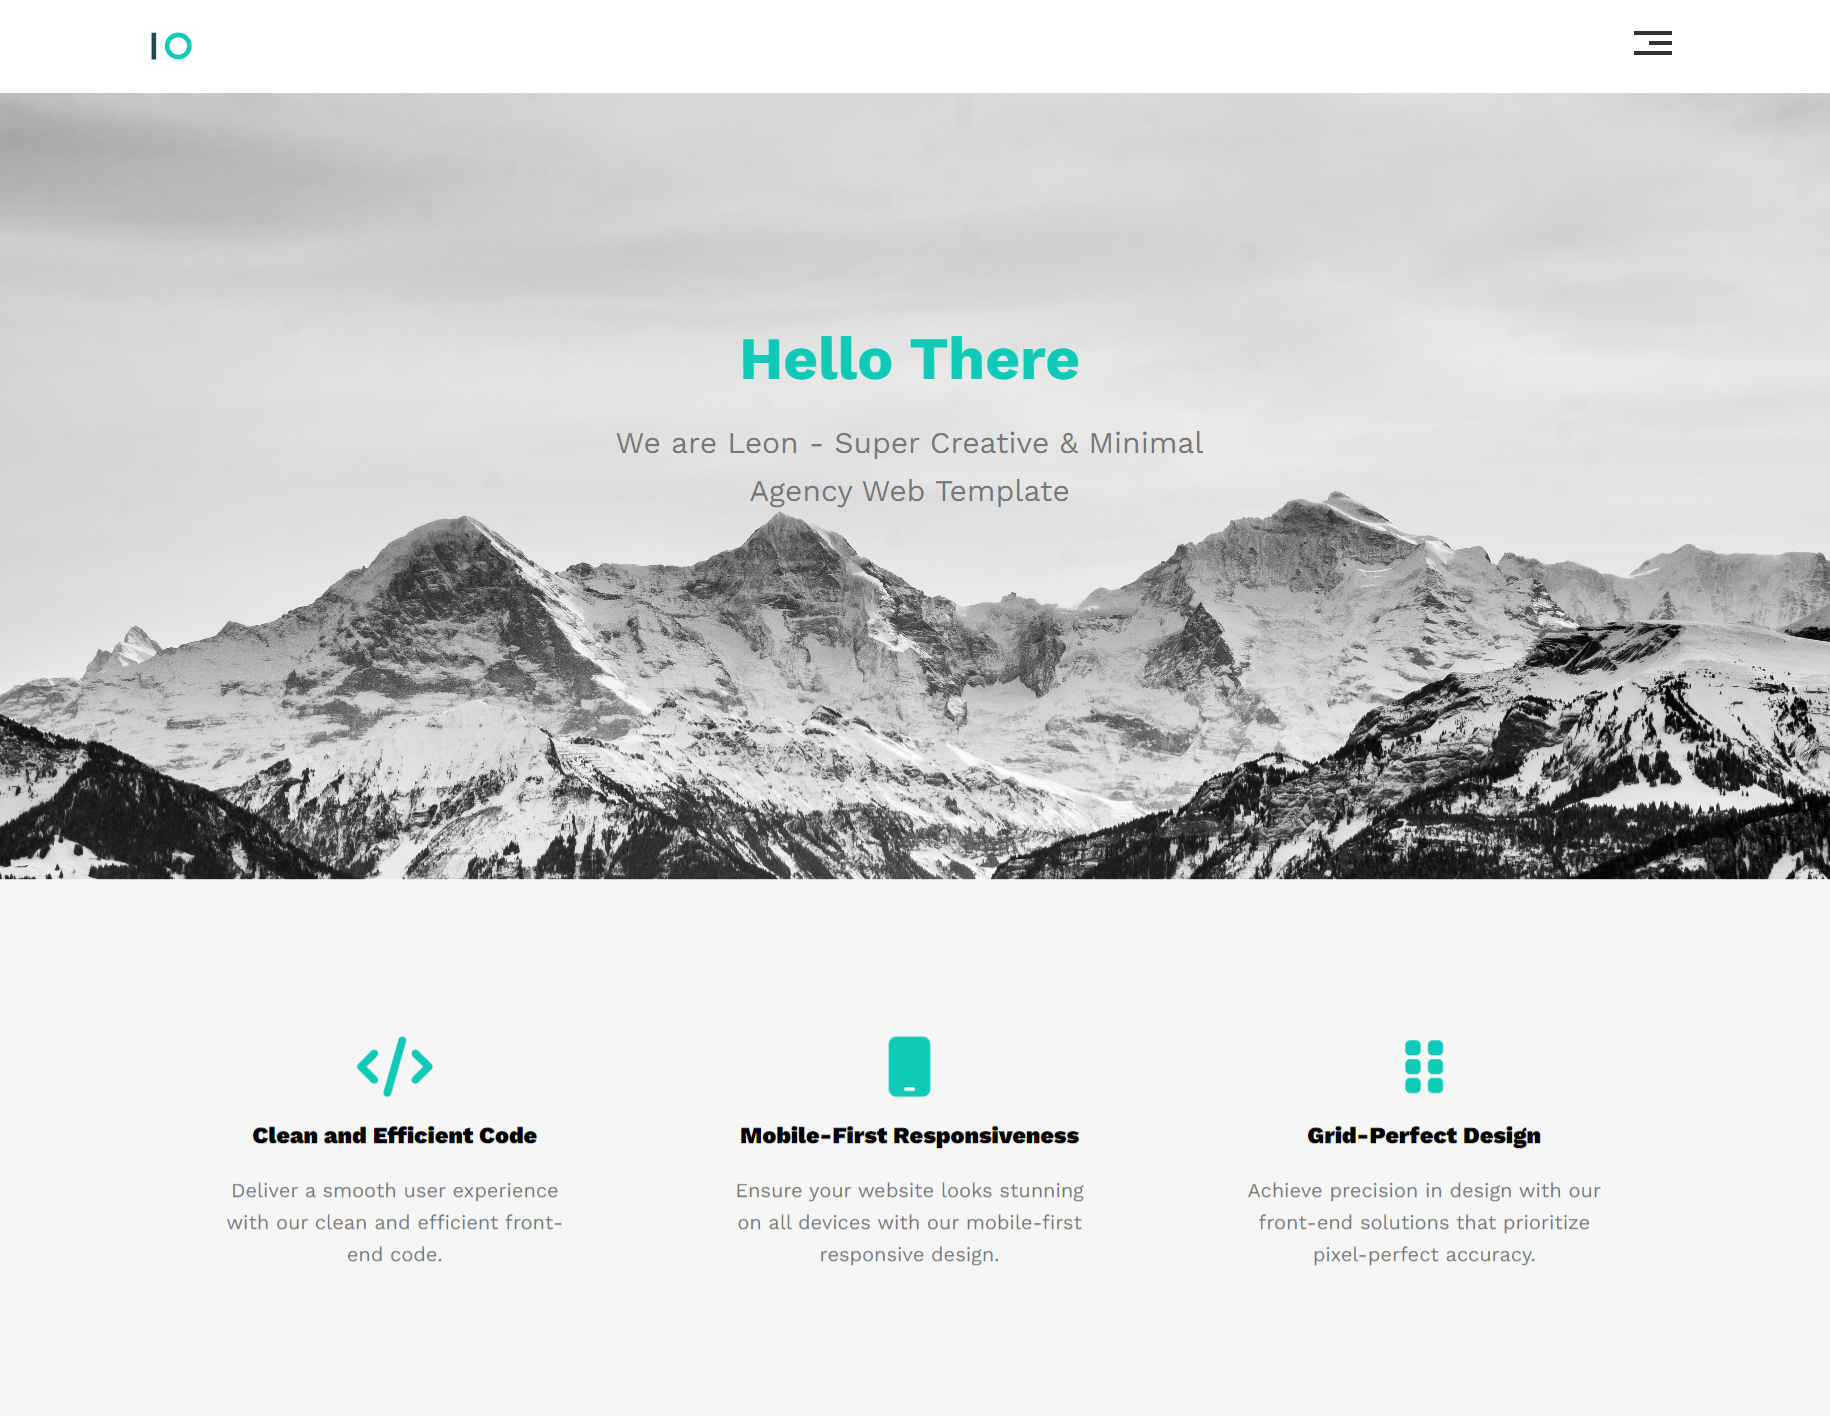 IO
Hello There
We are Leon - Super Creative & Minimal
Agency Web Template
Clean and Efficient Code
Deliver a smooth user experience
with our clean and efficient front-
end code.
Mobile-First Responsiveness
Ensure your website looks stunning
on all devices with our mobile-first
responsive design.
Grid-Perfect Design
Achieve precision in design with our
front-end solutions that prioritize
pixel-perfect accuracy.